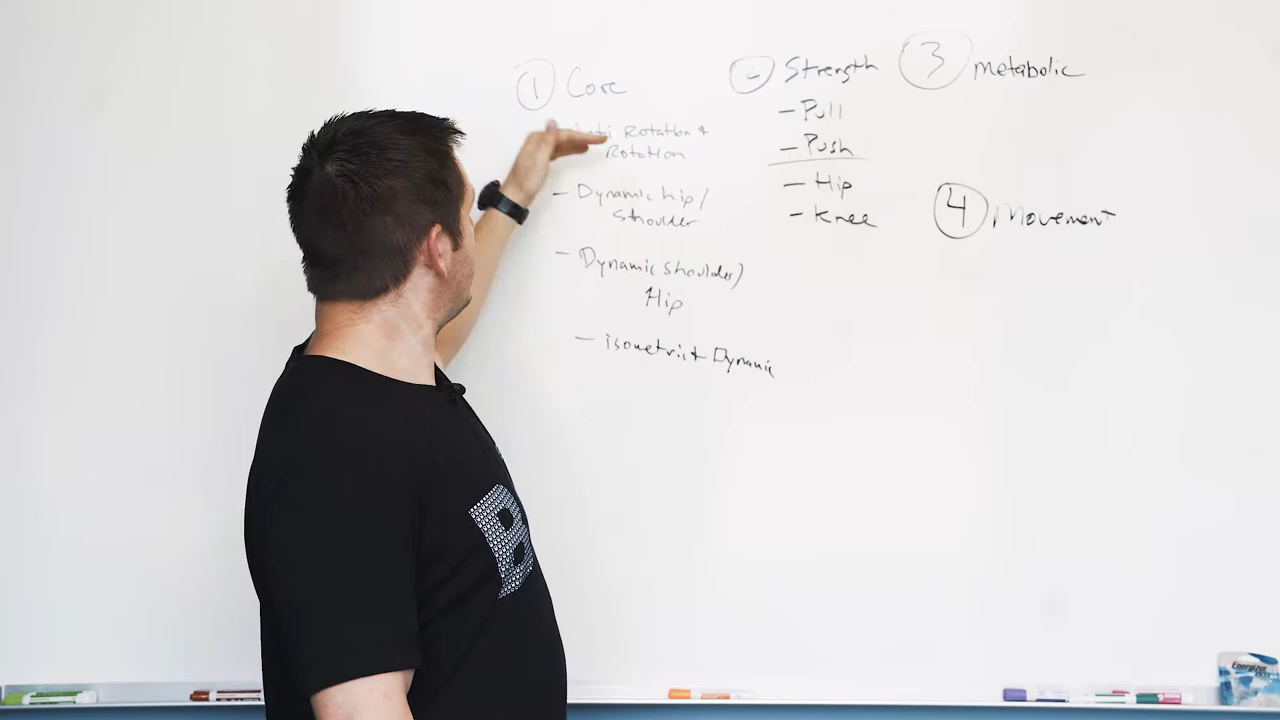 ① Core
Anti Rotation +
Rotation
- Dynamic hip/
Shoulder
- Dynamic shoulder/
Hip
- isometric + Dynamic
② Strength
- Pull
- Push
- Hip
- Knee
③ Metabolic
④ Movement
B
Energizer